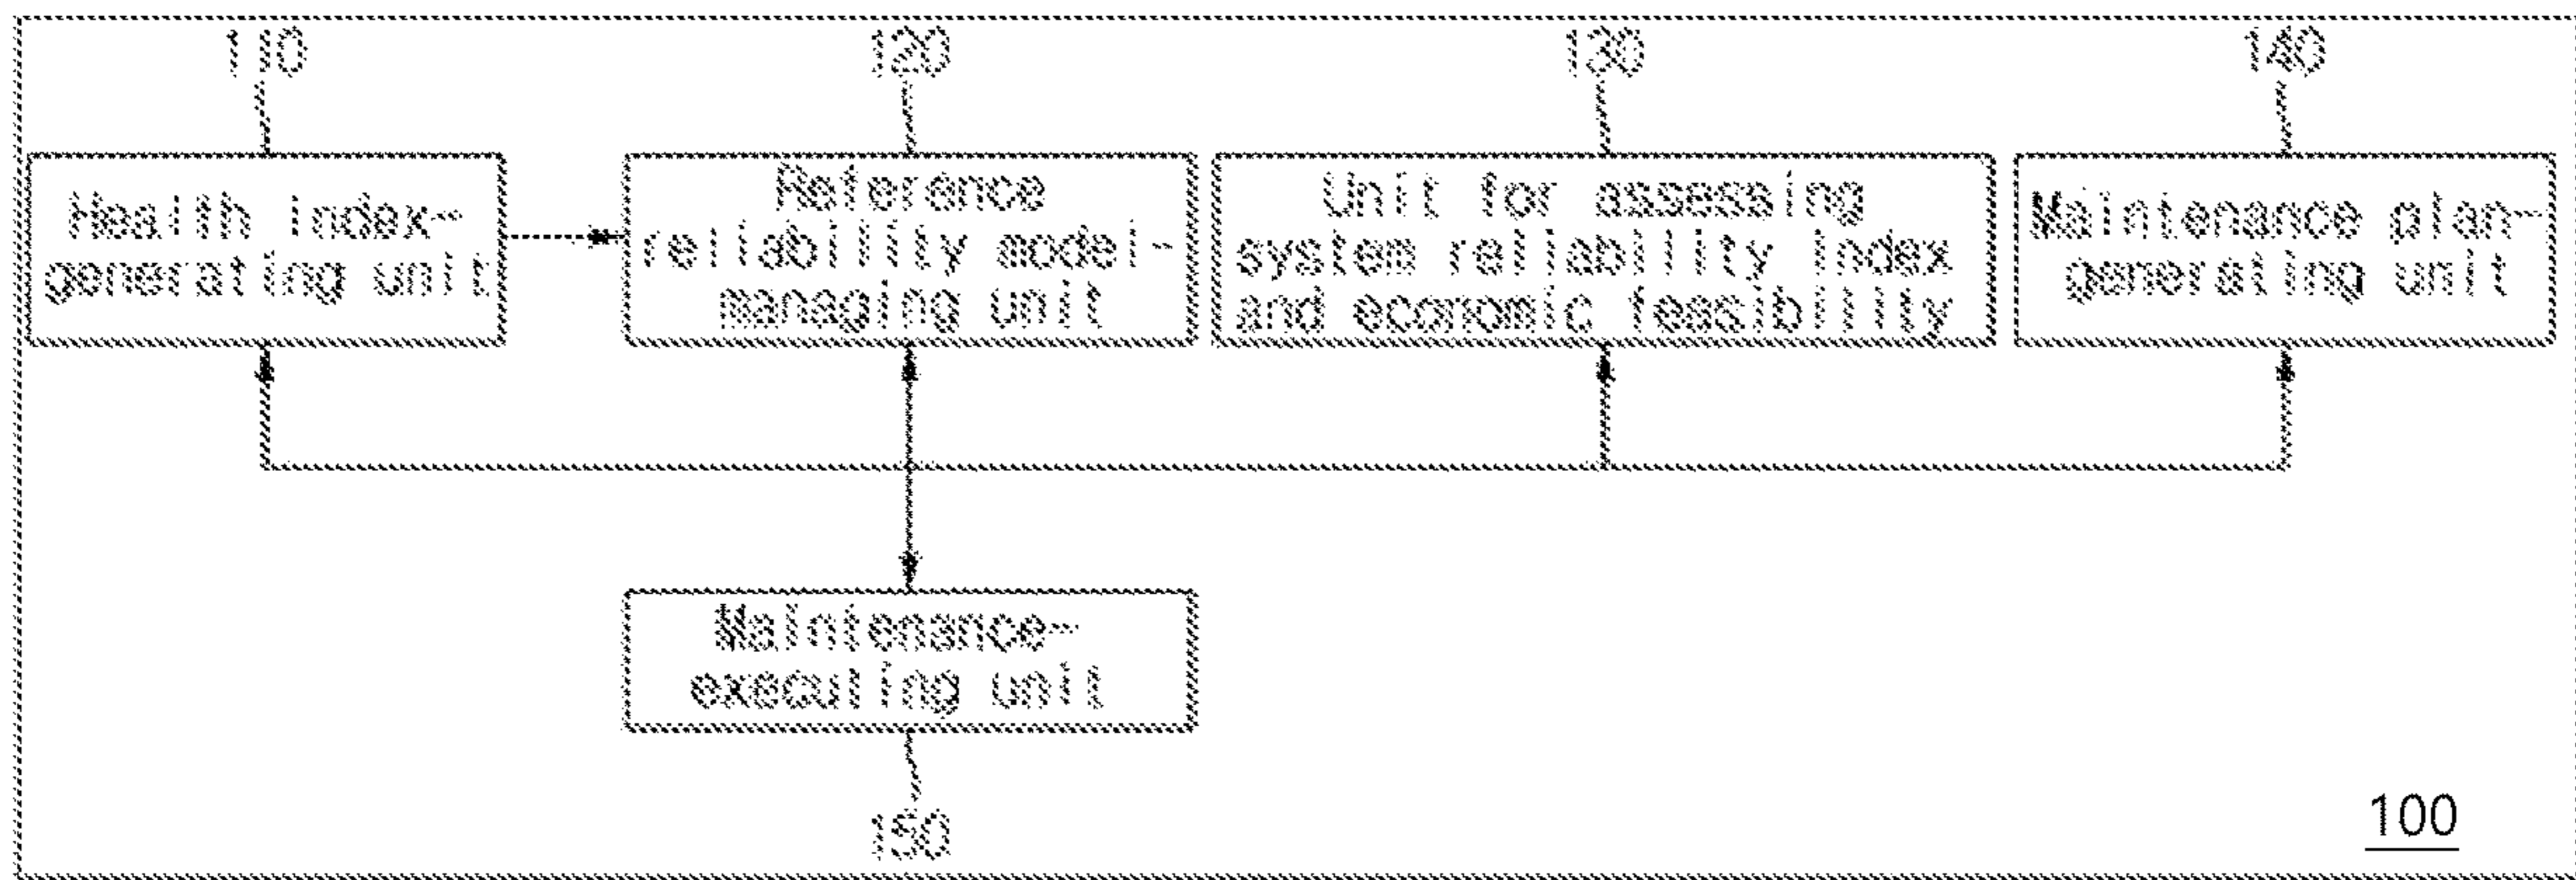 110
120
130
140
Health index-
generating unit
Reference
reliability model-
managing unit
Unit for assessing
system reliability index
and economic feasibility
Maintenance plan-
generating unit
Maintenance-
executing unit
150
100